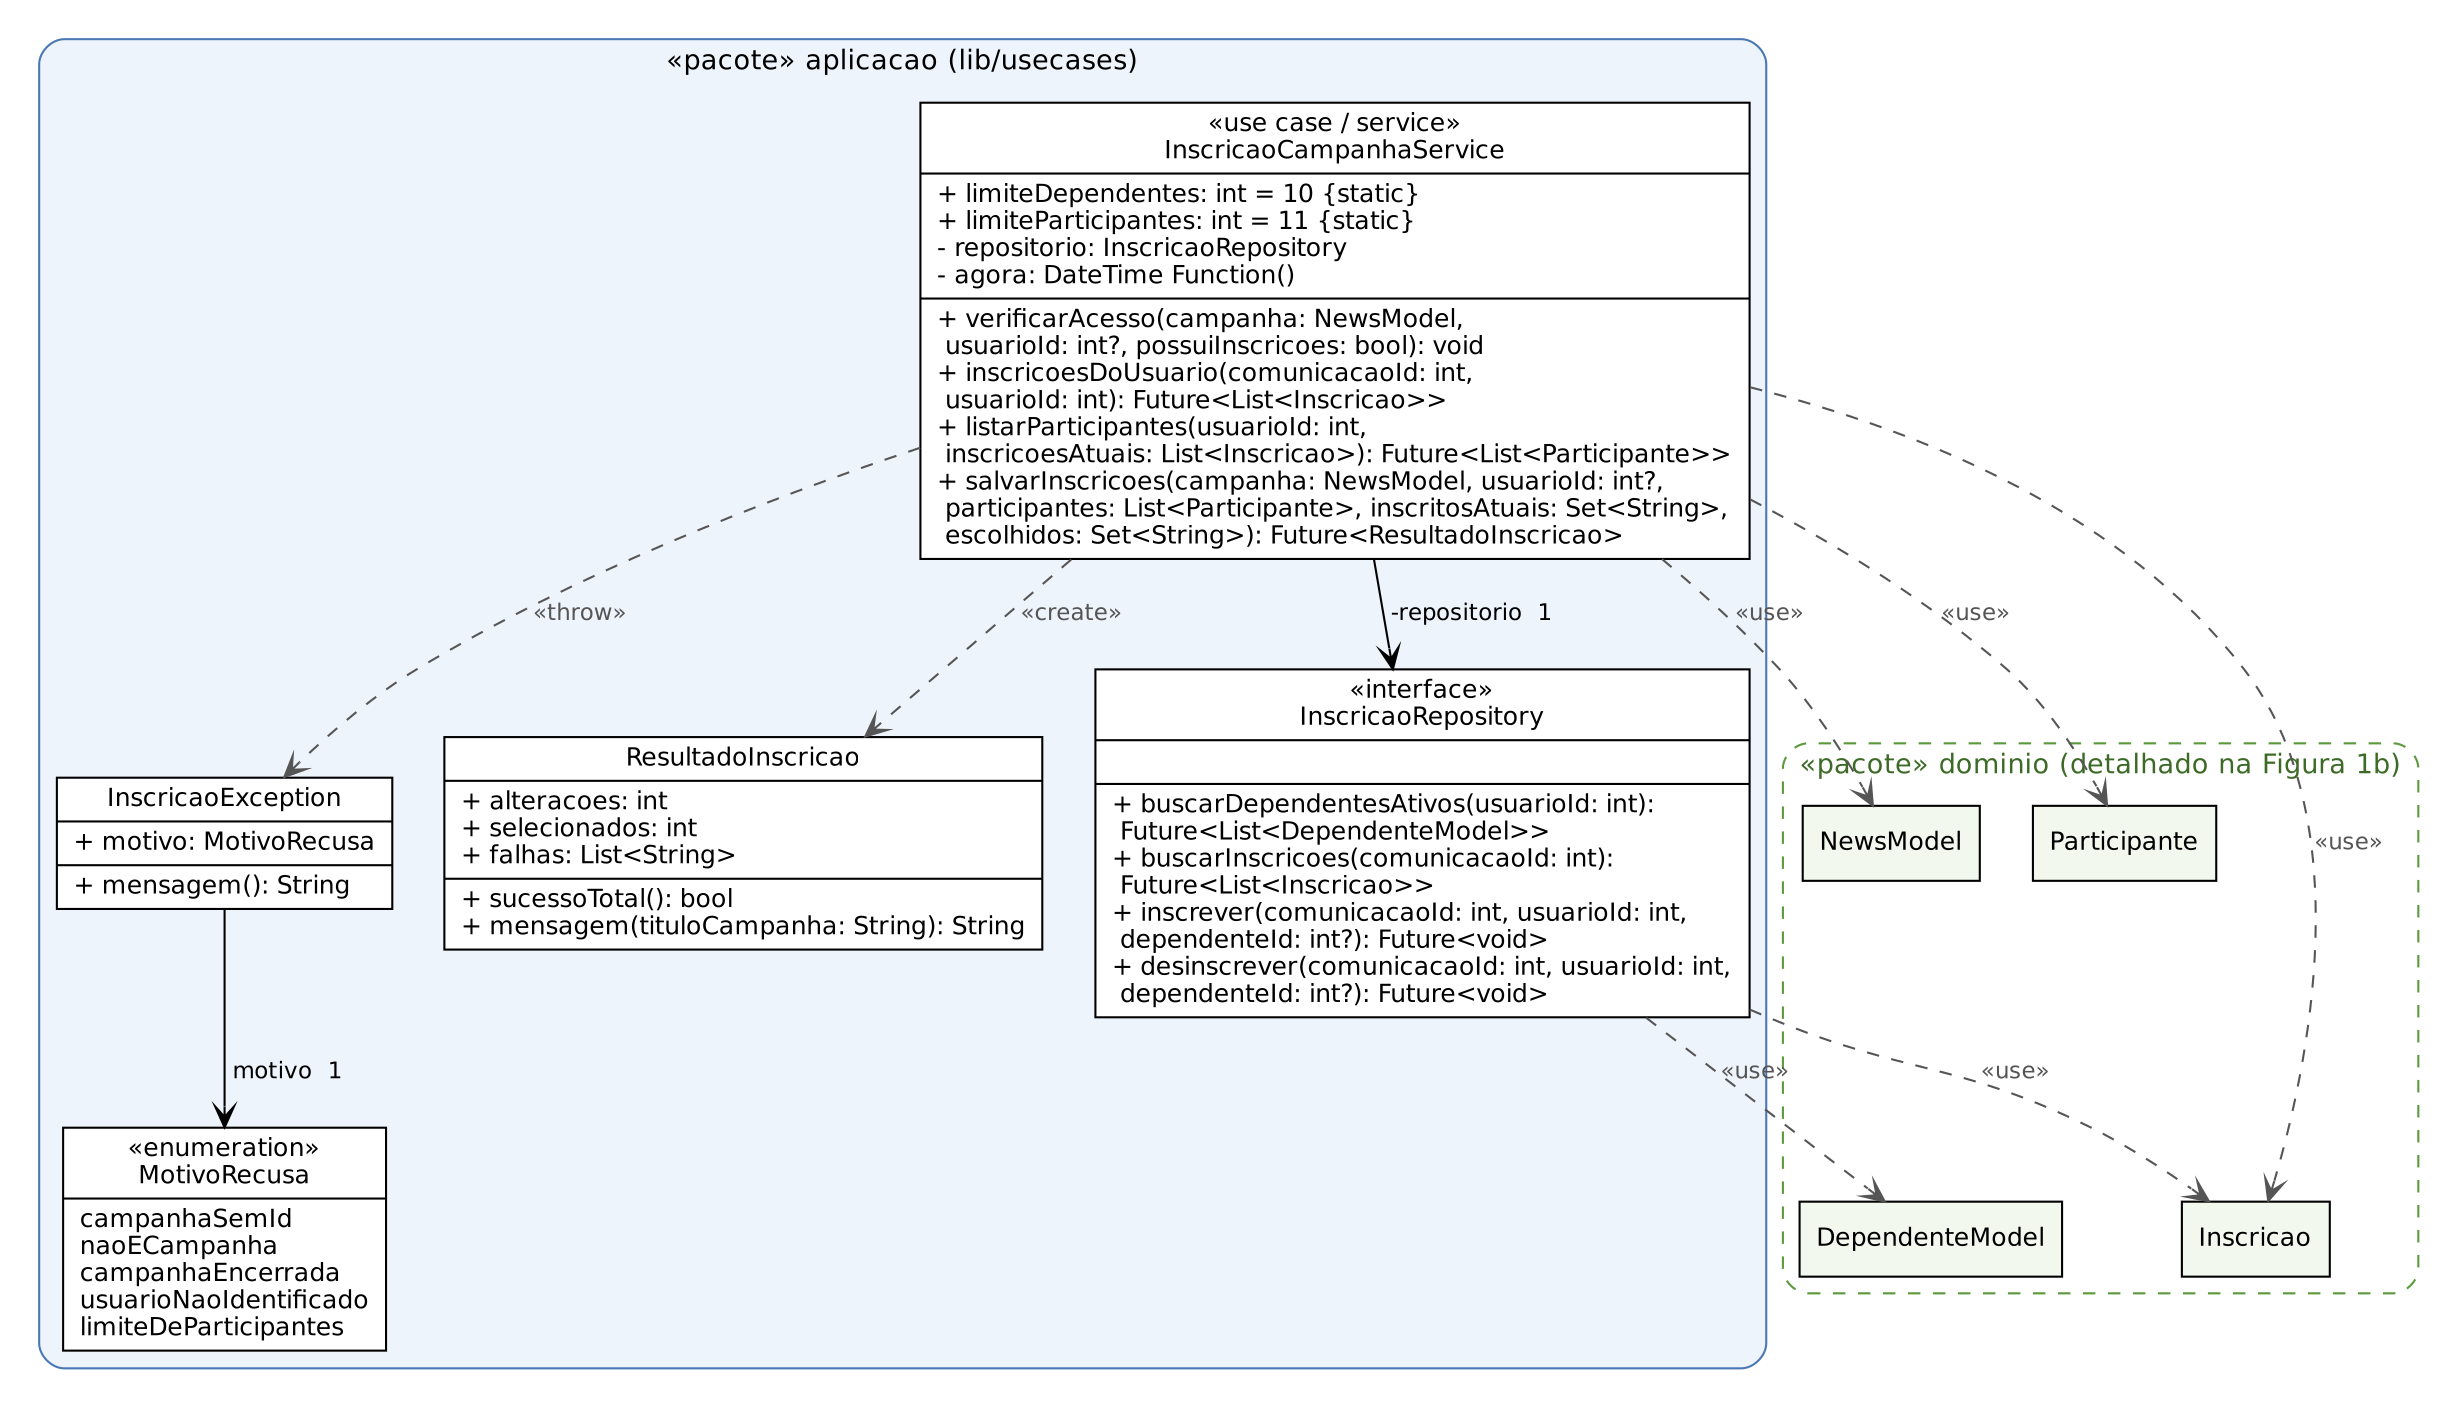 «pacote» aplicacao (lib/usecases)
«use case / service»
InscricaoCampanhaService
+ limiteDependentes: int = 10 {static}
+ limiteParticipantes: int = 11 {static}
- repositorio: InscricaoRepository
- agora: DateTime Function()
+ verificarAcesso(campanha: NewsModel,
usuarioId: int?, possuiInscricoes: bool): void
+ inscricoesDoUsuario(comunicacaoId: int,
usuarioId: int): Future<List<Inscricao>>
+ listarParticipantes(usuarioId: int,
inscricoesAtuais: List<Inscricao>): Future<List<Participante>>
+ salvarInscricoes(campanha: NewsModel, usuarioId: int?,
participantes: List<Participante>, inscritosAtuais: Set<String>,
escolhidos: Set<String>): Future<ResultadoInscricao>
«throw»
«create»
-repositorio  1
«use»
«use»
«use»
InscricaoException
+ motivo: MotivoRecusa
+ mensagem(): String
ResultadoInscricao
+ alteracoes: int
+ selecionados: int
+ falhas: List<String>
+ sucessoTotal(): bool
+ mensagem(tituloCampanha: String): String
«interface»
InscricaoRepository
+ buscarDependentesAtivos(usuarioId: int):
Future<List<DependenteModel>>
+ buscarInscricoes(comunicacaoId: int):
Future<List<Inscricao>>
+ inscrever(comunicacaoId: int, usuarioId: int,
dependenteId: int?): Future<void>
+ desinscrever(comunicacaoId: int, usuarioId: int,
dependenteId: int?): Future<void>
«pacote» dominio (detalhado na Figura 1b)
NewsModel
Participante
motivo  1
«use»
«use»
«enumeration»
MotivoRecusa
campanhaSemId
naoECampanha
campanhaEncerrada
usuarioNaoIdentificado
limiteDeParticipantes
DependenteModel
Inscricao